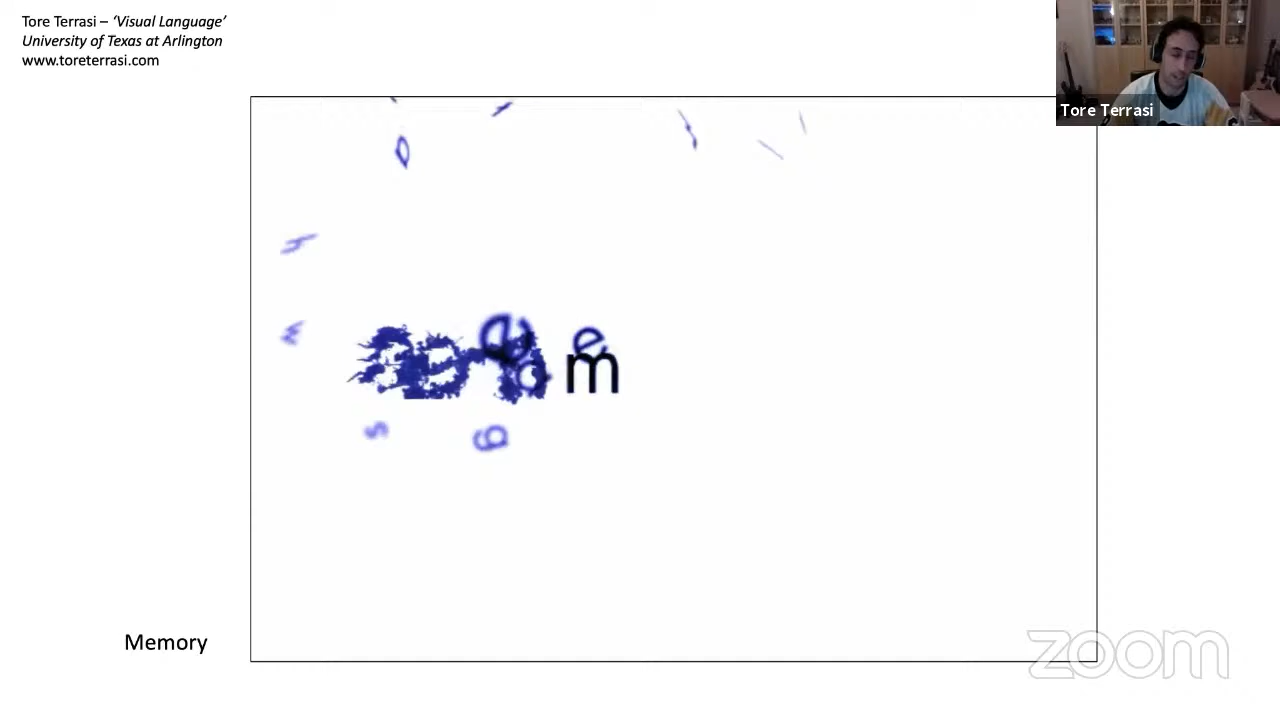 Tore Terrasi – ‘Visual Language’
University of Texas at Arlington
www.toreterrasi.com
Tore Terrasi
e
m
s
Memory
zoom